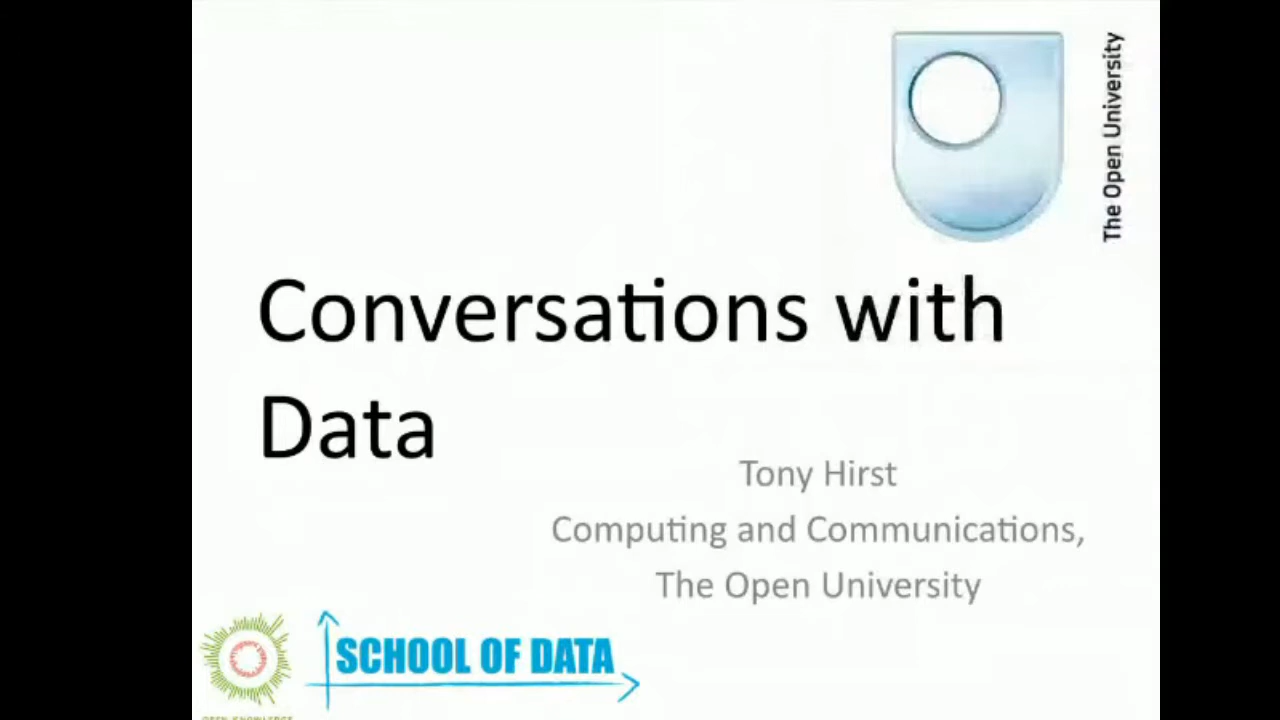 The Open University
Conversations with
Data
Tony Hirst
Computing and Communications,
The Open University
SCHOOL OF DATA